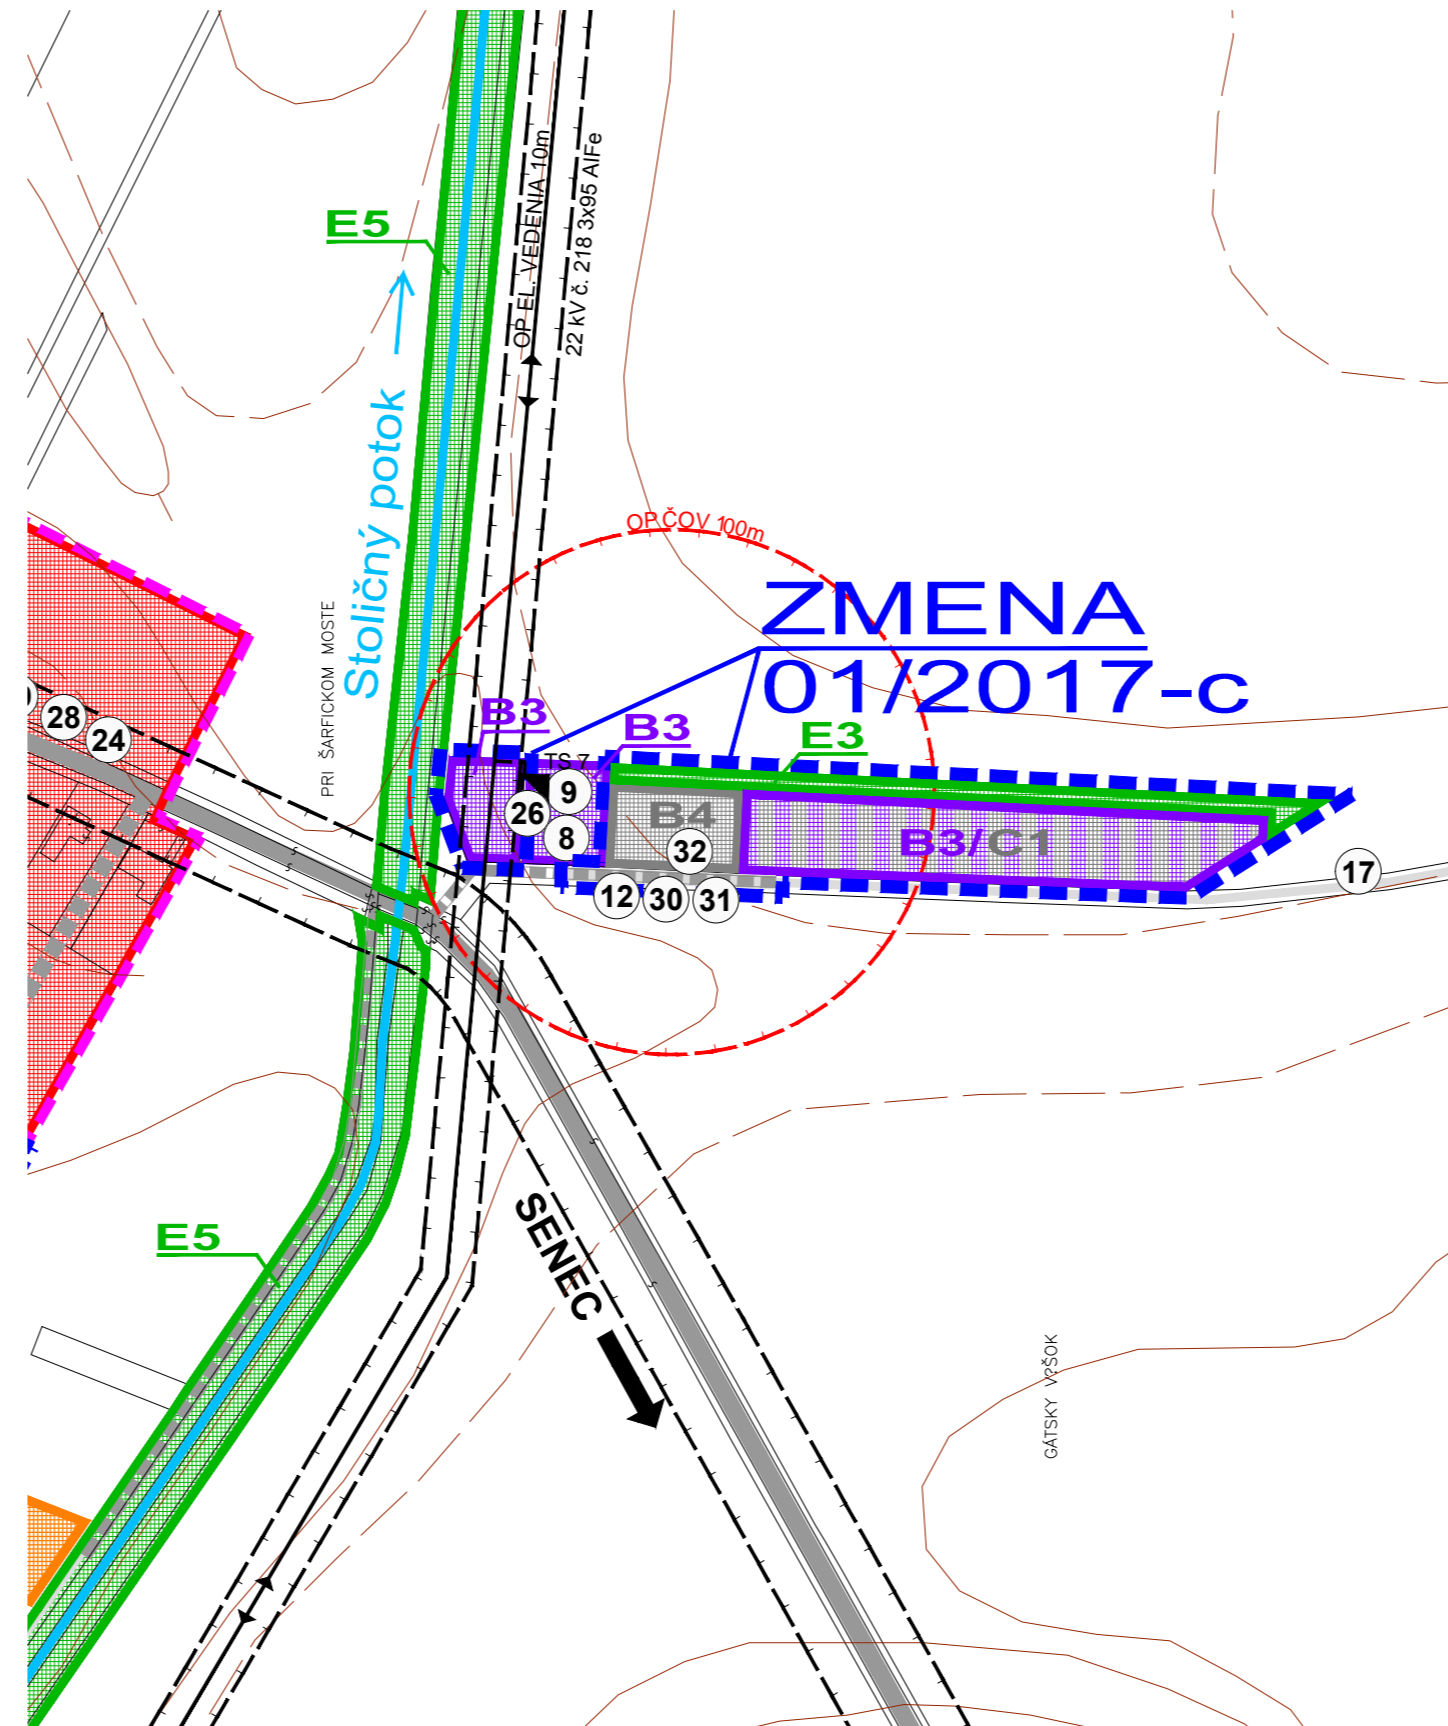 E5
OP EL. VEDENIA 10m
22 kV č. 218 3x95 AlFe
Stoličný potok
OP ČOV 100m
ZMENA
01/2017-c
PRI ŠARFICKOM MOSTE
28
24
B3
B3
E3
TS 7
9
26
8
B4
32
B3/C1
12
30
31
17
E5
SENEC
GÁTSKY V?ŠOK